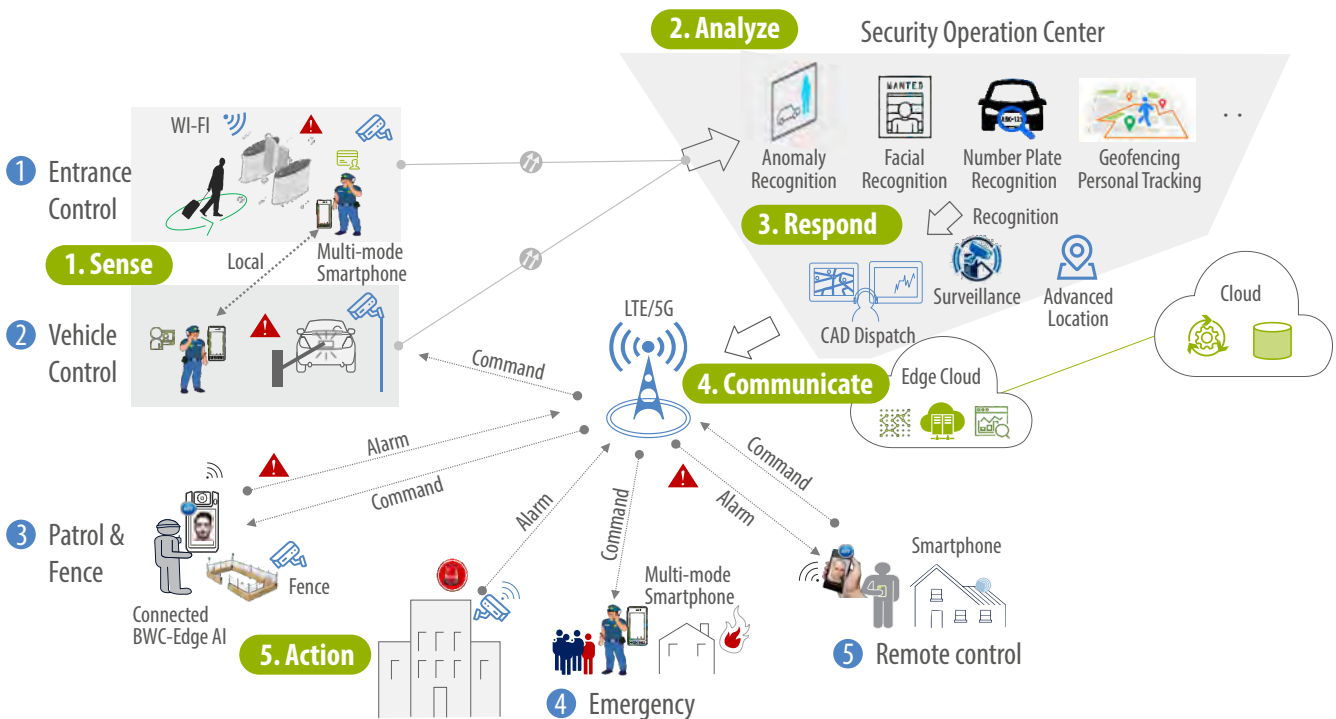 2. Analyze
Security Operation Center
WI-FI
WANTED
ABC-123
Anomaly
Recognition
Facial
Recognition
Number Plate
Recognition
Geofencing
Personal Tracking
. .
1 Entrance
Control
3. Respond
Recognition
1. Sense
Local
Multi-mode
Smartphone
Surveillance
Advanced
Location
CAD Dispatch
Cloud
2 Vehicle
Control
LTE/5G
Command
4. Communicate
Edge Cloud
Alarm
Command
Alarm
Command
Alarm
Command
3 Patrol &
Fence
Fence
Connected
BWC-Edge AI
5. Action
Multi-mode
Smartphone
Smartphone
5 Remote control
4 Emergency